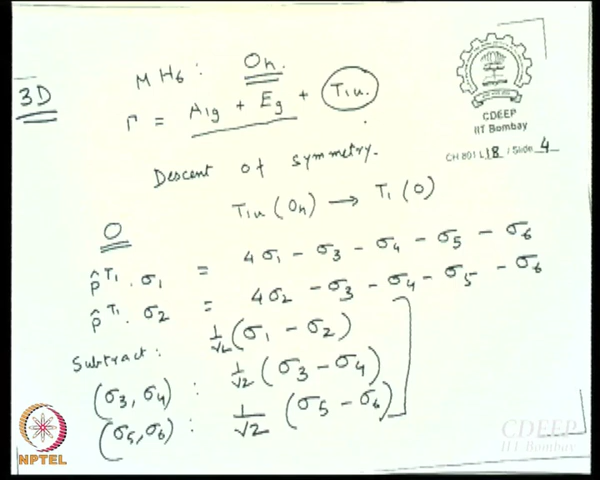 3D
MH6 : Oh.
Γ = A1g + Eg + T1u.
Descent of symmetry.
T1u (Oh) → T1 (O)
O
P̂^T1 . σ1 = 4σ1 - σ3 - σ4 - σ5 - σ6
P̂^T1 . σ2 = 4σ2 - σ3 - σ4 - σ5 - σ6
Subtract : 1/√2 (σ1 - σ2)
(σ3, σ4) : 1/√2 (σ3 - σ4)
(σ5, σ6) : 1/√2 (σ5 - σ6)
CDEEP
IIT Bombay
CH 801 L 18 / Slide 4
NPTEL
CDEEP
IIT Bombay